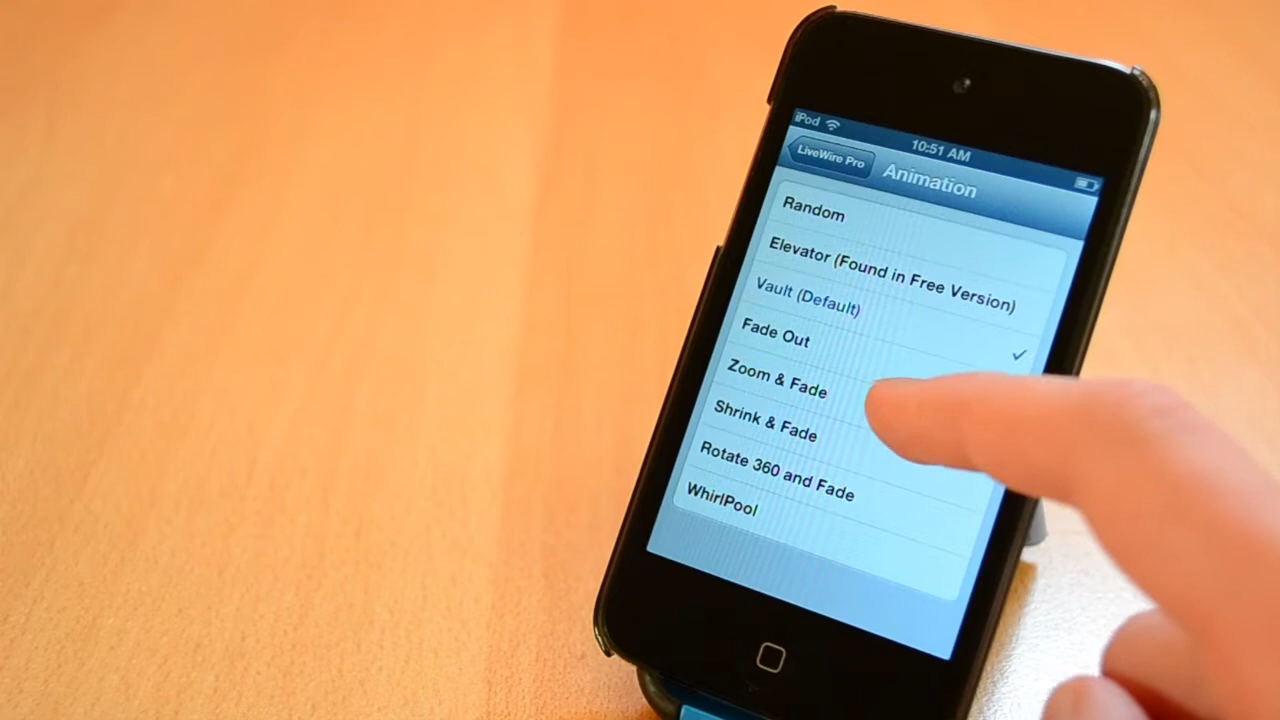 iPod 10:51 AM
LiveWire Pro Animation
Random
Elevator (Found in Free Version)
Vault (Default)
Fade Out
Zoom & Fade
Shrink & Fade
Rotate 360 and Fade
WhirlPool